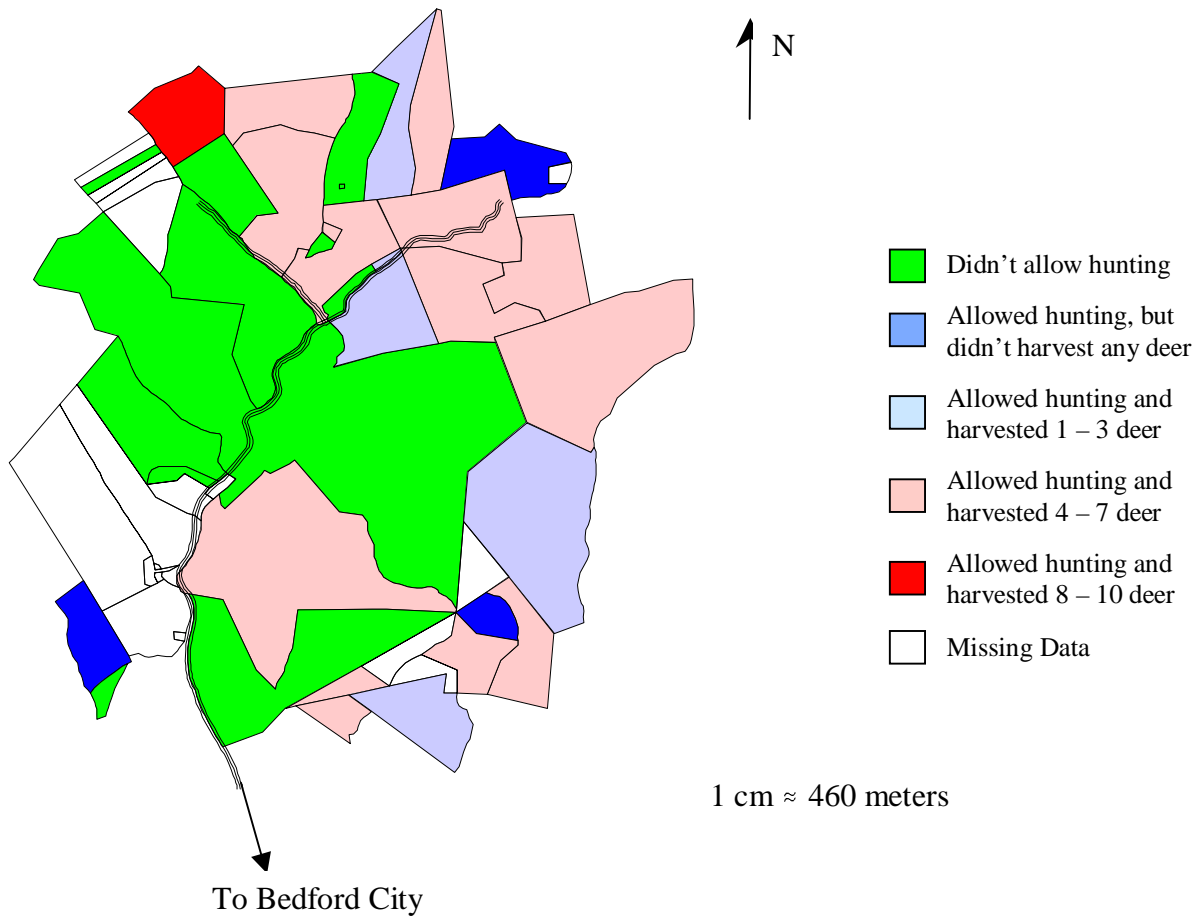 N
Didn't allow hunting
Allowed hunting, but
didn't harvest any deer
Allowed hunting and
harvested 1 – 3 deer
Allowed hunting and
harvested 4 – 7 deer
Allowed hunting and
harvested 8 – 10 deer
Missing Data
1 cm ≈ 460 meters
To Bedford City